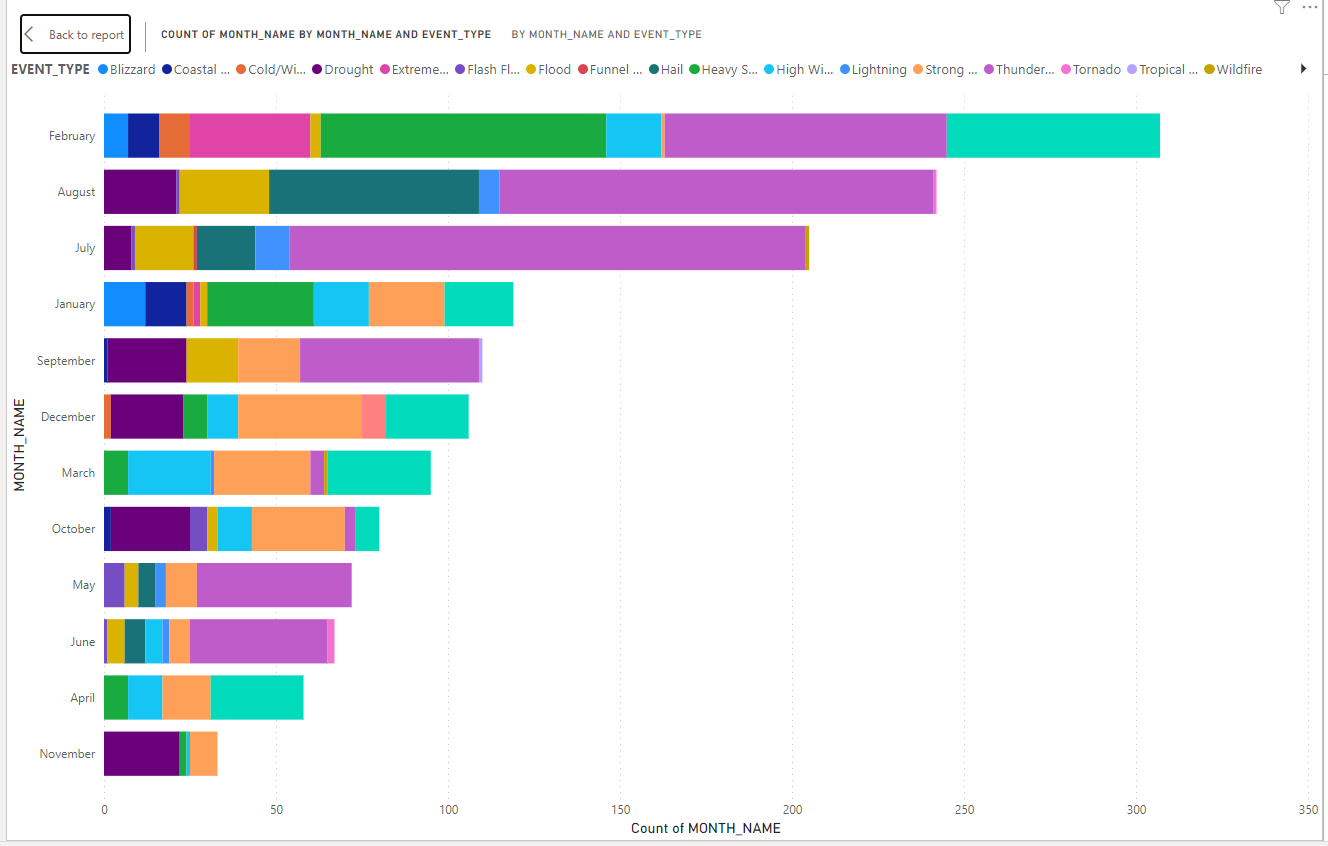 Back to report
COUNT OF MONTH_NAME BY MONTH_NAME AND EVENT_TYPE
BY MONTH_NAME AND EVENT_TYPE
EVENT_TYPE Blizzard Coastal ... Cold/Wi... Drought Extreme... Flash Fl... Flood Funnel ... Hail Heavy S... High Wi... Lightning Strong ... Thunder... Tornado Tropical ... Wildfire
MONTH_NAME
February
August
July
January
September
December
March
October
May
June
April
November
0 50 100 150 200 250 300 350
Count of MONTH_NAME